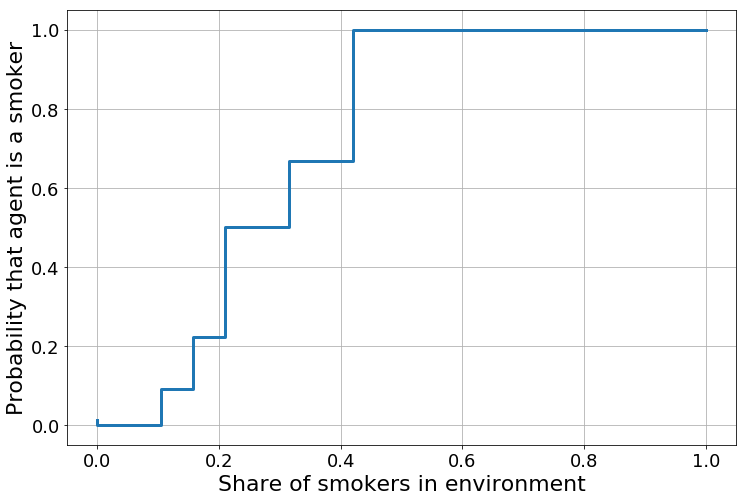 Probability that agent is a smoker
1.0
0.8
0.6
0.4
0.2
0.0
0.0 0.2 0.4 0.6 0.8 1.0
Share of smokers in environment